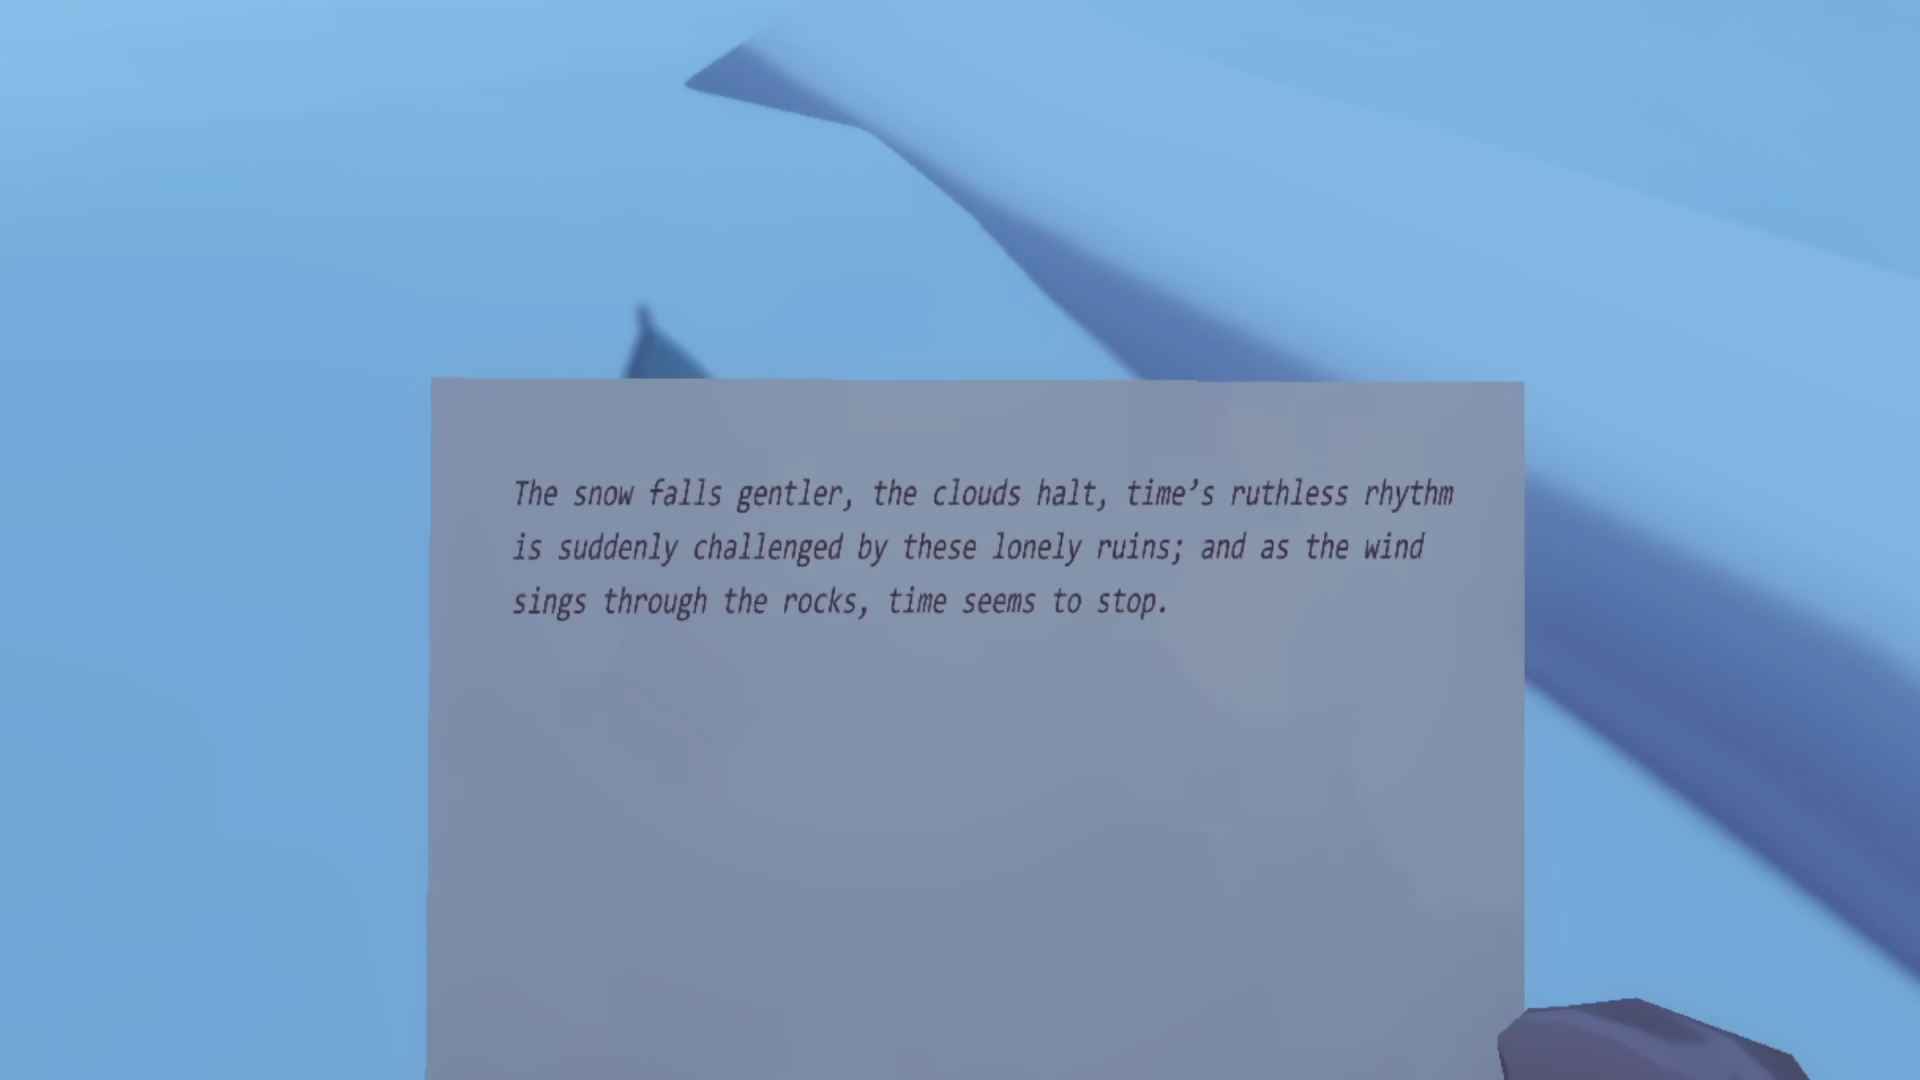 The snow falls gentler, the clouds halt, time’s ruthless rhythm
is suddenly challenged by these lonely ruins; and as the wind
sings through the rocks, time seems to stop.